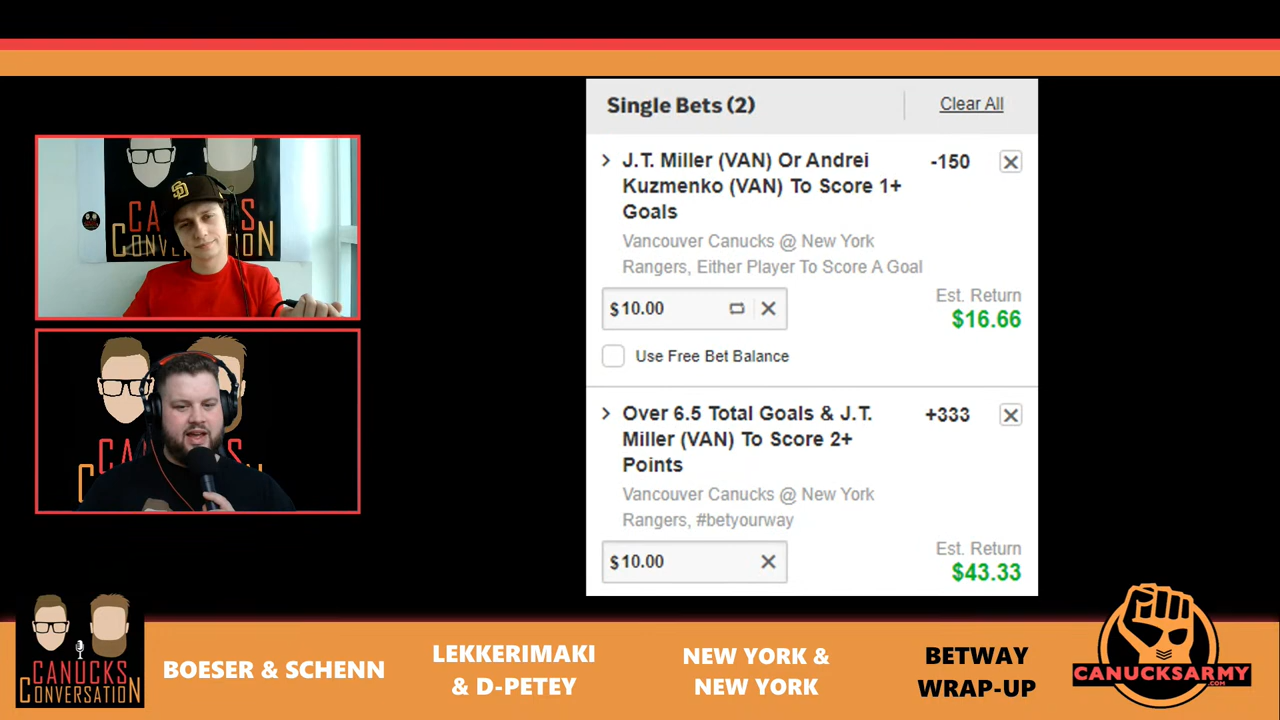 Single Bets (2)
Clear All
J.T. Miller (VAN) Or Andrei
Kuzmenko (VAN) To Score 1+
Goals
-150
Vancouver Canucks @ New York
Rangers, Either Player To Score A Goal
$10.00
Est. Return
$16.66
Use Free Bet Balance
Over 6.5 Total Goals & J.T.
Miller (VAN) To Score 2+
Points
+333
Vancouver Canucks @ New York
Rangers, #betyourway
$10.00
Est. Return
$43.33
CANUCKS
CONVERSATION
BOESER & SCHENN
LEKKERIMAKI
& D-PETEY
NEW YORK &
NEW YORK
BETWAY
WRAP-UP
CANUCKSARMY
.COM